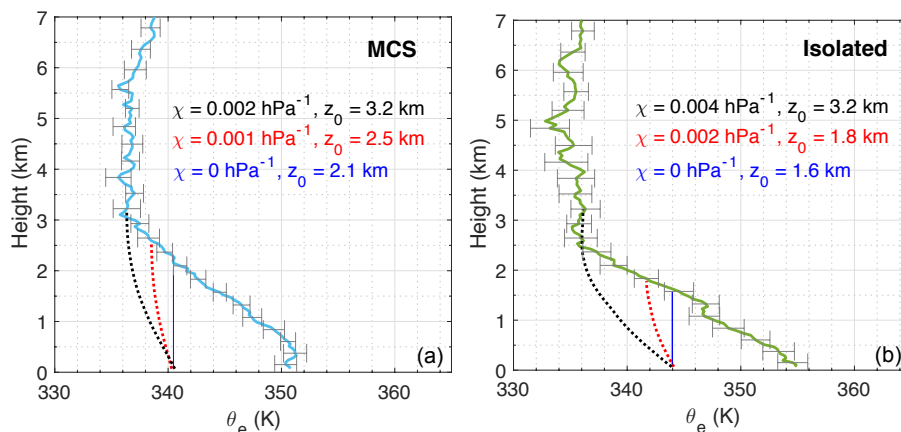 MCS
χ = 0.002 hPa⁻¹, z₀ = 3.2 km
χ = 0.001 hPa⁻¹, z₀ = 2.5 km
χ = 0 hPa⁻¹, z₀ = 2.1 km
Height (km)
7
6
5
4
3
2
1
0
(a)
330 340 350 360
θₑ (K)
Isolated
χ = 0.004 hPa⁻¹, z₀ = 3.2 km
χ = 0.002 hPa⁻¹, z₀ = 1.8 km
χ = 0 hPa⁻¹, z₀ = 1.6 km
Height (km)
7
6
5
4
3
2
1
0
(b)
330 340 350 360
θₑ (K)